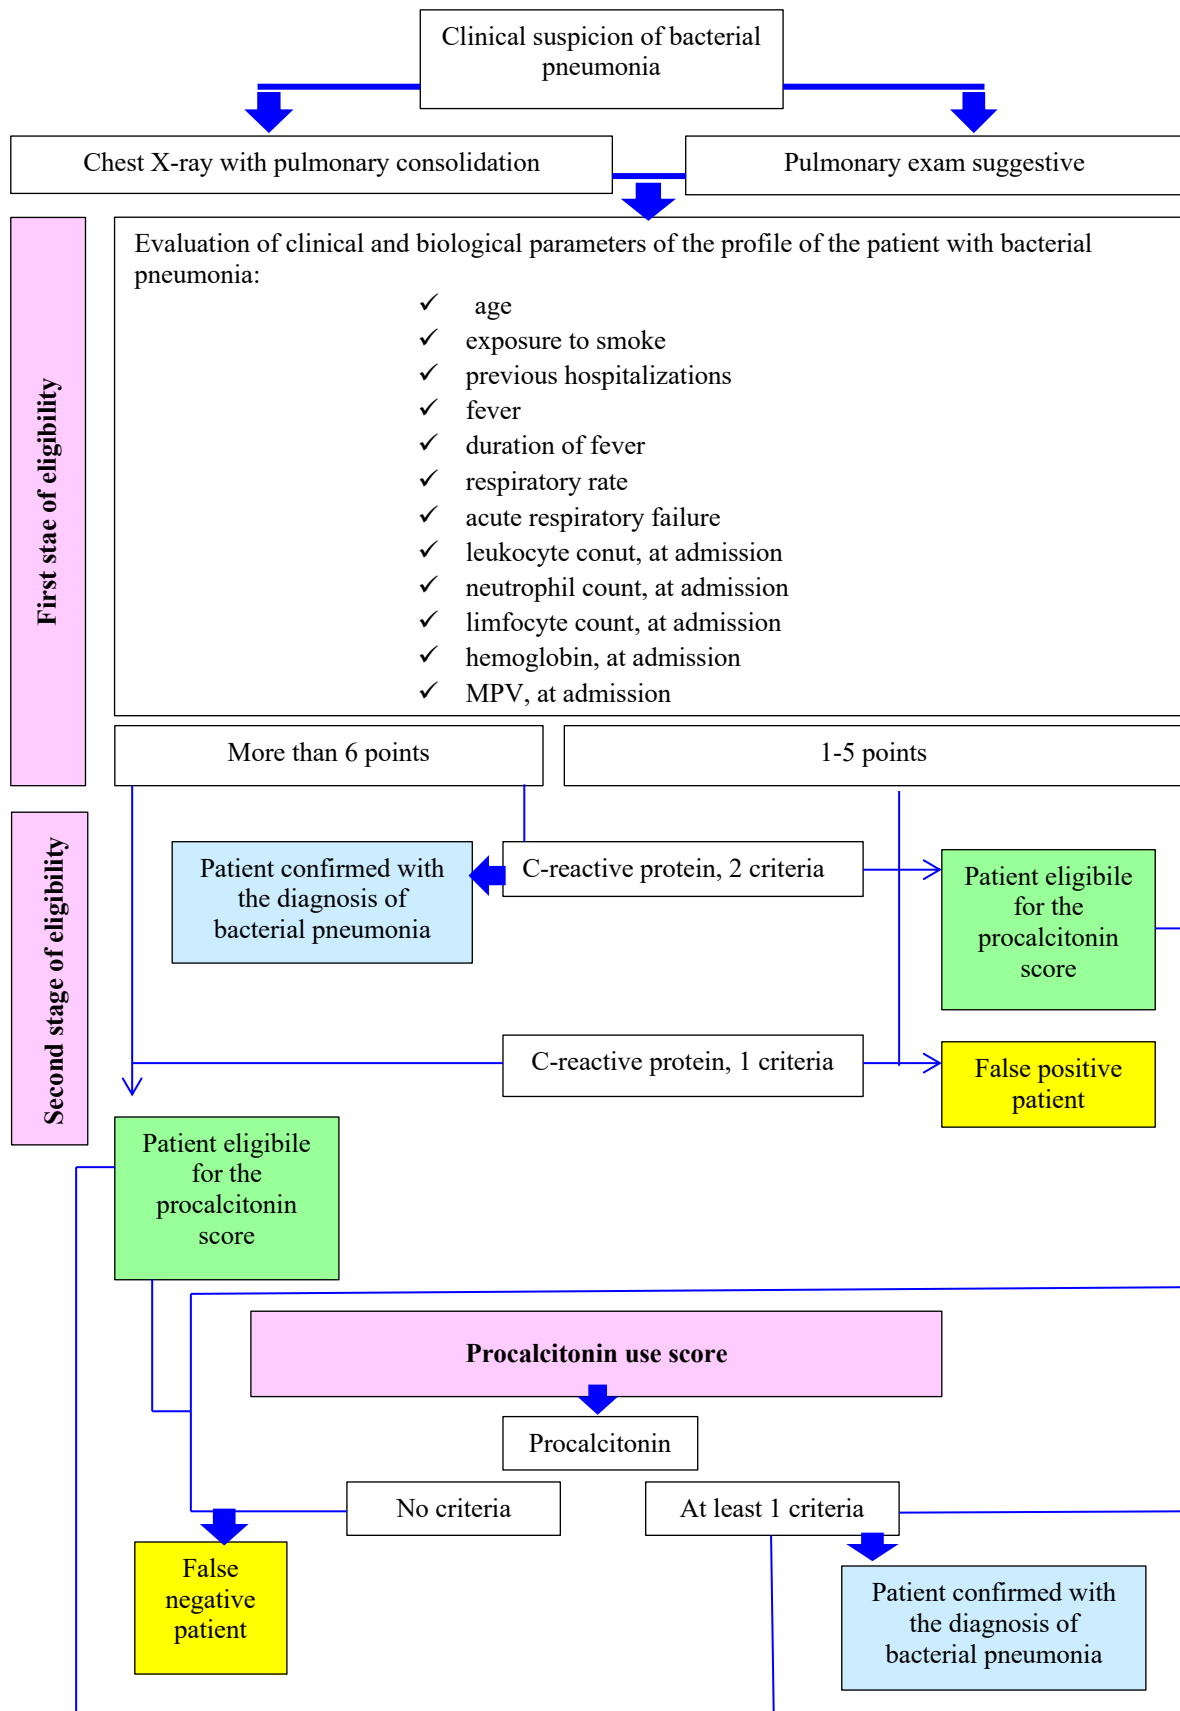 Clinical suspicion of bacterial
pneumonia
Chest X-ray with pulmonary consolidation
Pulmonary exam suggestive
First stae of eligibility
Evaluation of clinical and biological parameters of the profile of the patient with bacterial
pneumonia:
✓ age
✓ exposure to smoke
✓ previous hospitalizations
✓ fever
✓ duration of fever
✓ respiratory rate
✓ acute respiratory failure
✓ leukocyte conut, at admission
✓ neutrophil count, at admission
✓ limfocyte count, at admission
✓ hemoglobin, at admission
✓ MPV, at admission
More than 6 points
1-5 points
Second stage of eligibility
Patient confirmed with
the diagnosis of
bacterial pneumonia
C-reactive protein, 2 criteria
Patient eligibile
for the
procalcitonin
score
C-reactive protein, 1 criteria
False positive
patient
Patient eligibile
for the
procalcitonin
score
Procalcitonin use score
Procalcitonin
No criteria
At least 1 criteria
False
negative
patient
Patient confirmed with
the diagnosis of
bacterial pneumonia